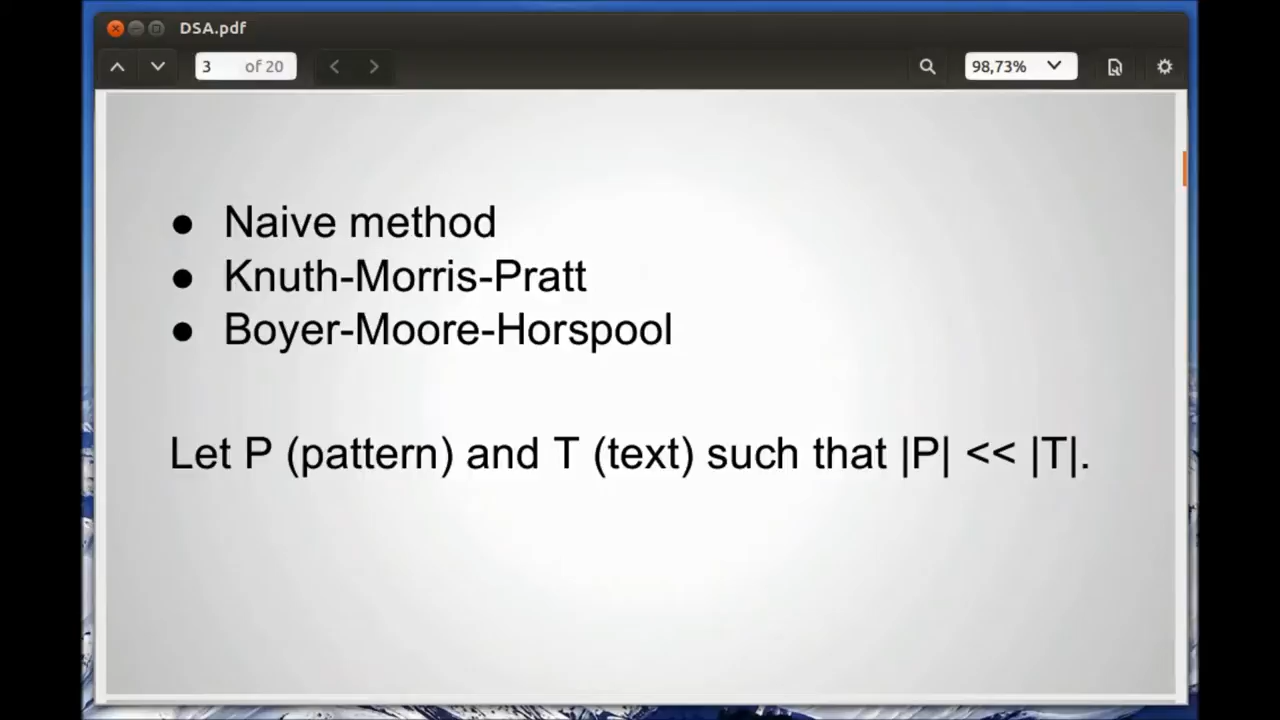 DSA.pdf
3 of 20
98,73%
● Naive method
● Knuth-Morris-Pratt
● Boyer-Moore-Horspool
Let P (pattern) and T (text) such that |P| << |T|.